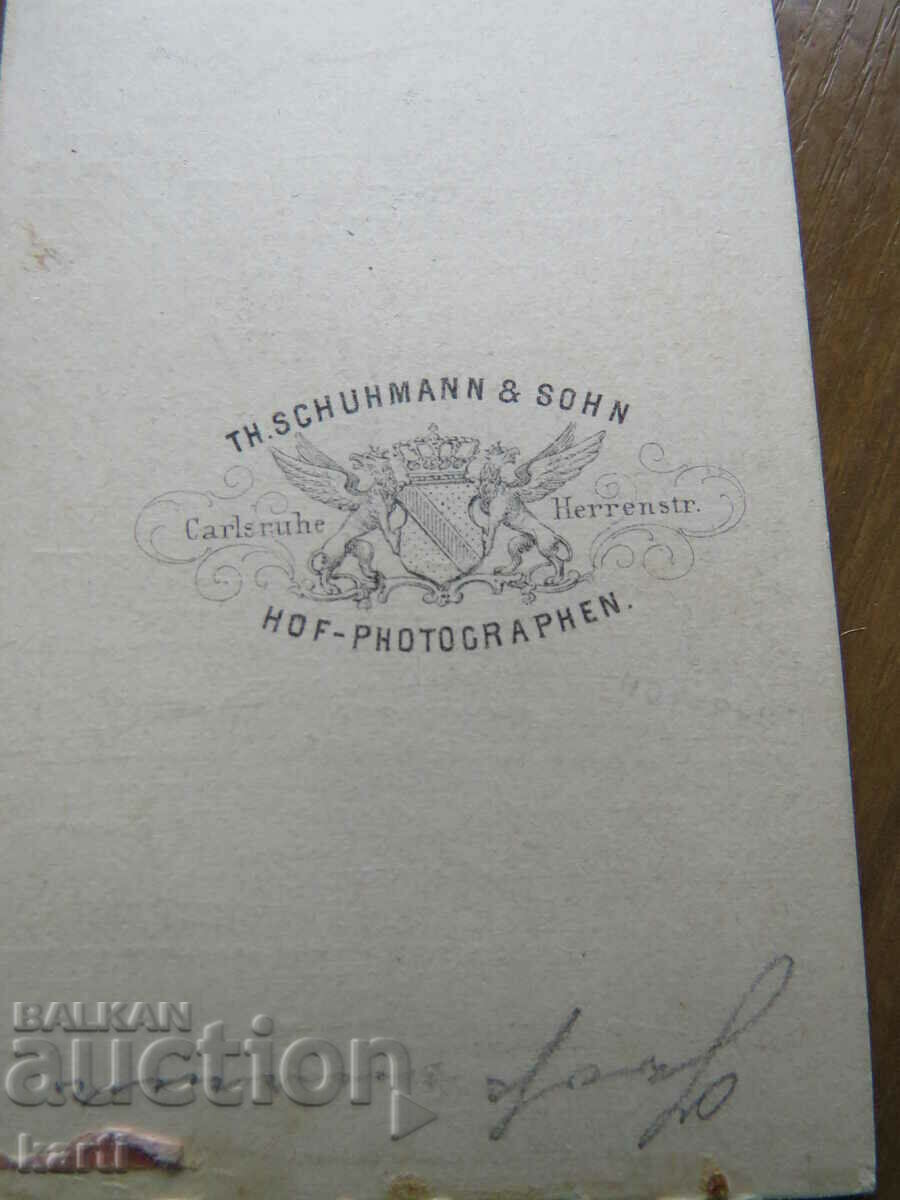 TH. SCHUHMANN & SOHN
Carlsruhe Herrenstr.
HOF-PHOTOGRAPHEN.
BALKAN
auction
karti